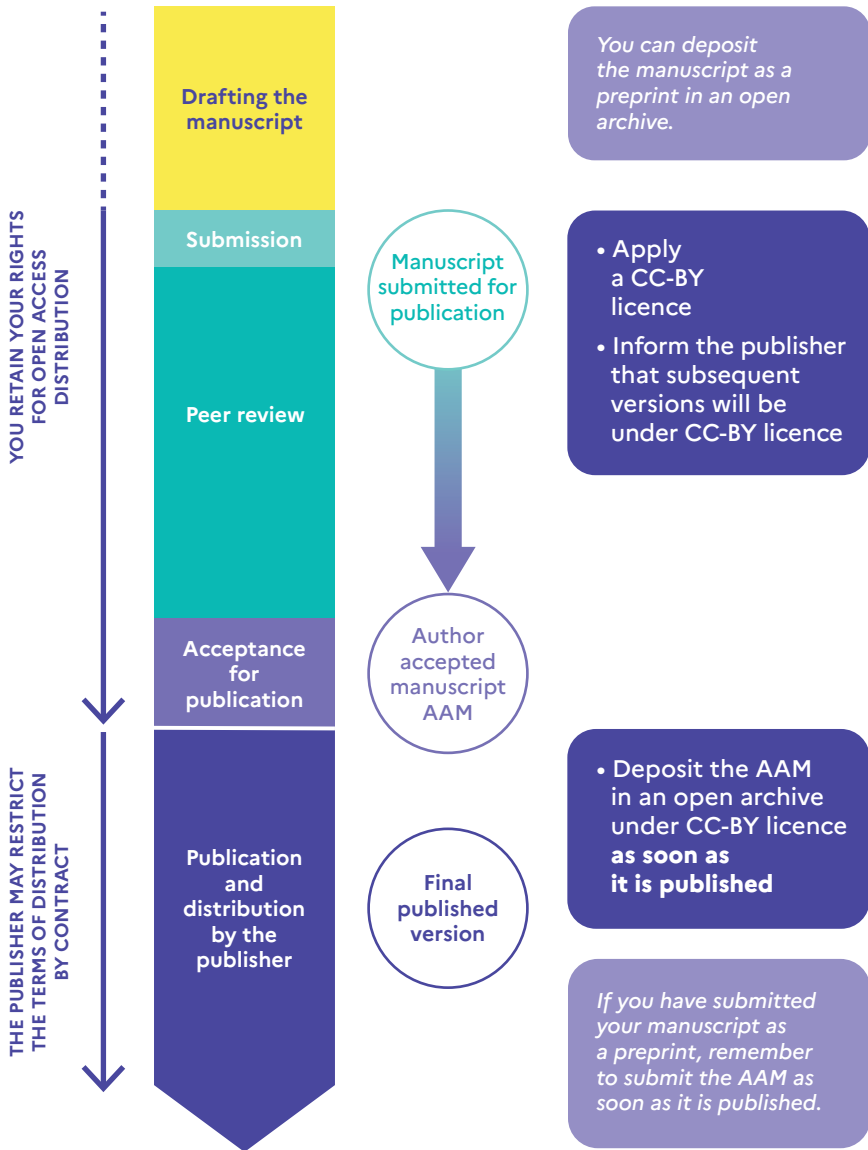 Drafting the
manuscript
You can deposit
the manuscript as a
preprint in an open
archive.
YOU RETAIN YOUR RIGHTS
FOR OPEN ACCESS
DISTRIBUTION
Submission
Peer review
Manuscript
submitted for
publication
• Apply
a CC-BY
licence
• Inform the publisher
that subsequent
versions will be
under CC-BY licence
Acceptance
for
publication
Author
accepted
manuscript
AAM
THE PUBLISHER MAY RESTRICT
THE TERMS OF DISTRIBUTION
BY CONTRACT
Publication
and
distribution
by the
publisher
Final
published
version
• Deposit the AAM
in an open archive
under CC-BY licence
as soon as
it is published
If you have submitted
your manuscript as
a preprint, remember
to submit the AAM as
soon as it is published.